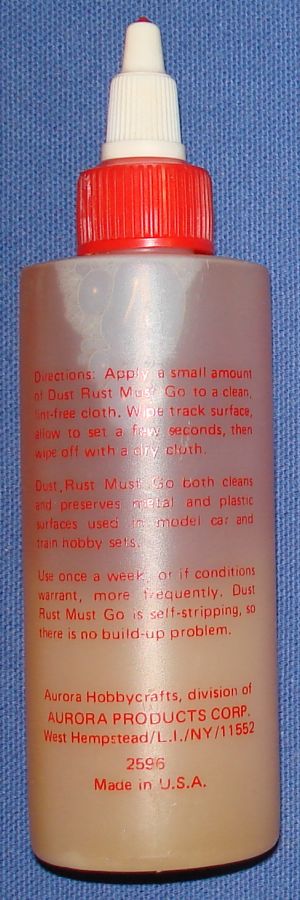 Directions: Apply a small amount
of Dust Rust Must Go to a clean,
lint-free cloth. Wipe track surface,
allow to set a few seconds, then
wipe off with a dry cloth.
Dust Rust Must Go both cleans
and preserves metal and plastic
surfaces used in model car and
train hobby sets.
Use once a week, or if conditions
warrant, more frequently. Dust
Rust Must Go is self-stripping, so
there is no build-up problem.
Aurora Hobbycrafts, division of
AURORA PRODUCTS CORP.
West Hempstead/L.I./NY/11552
2596
Made in U.S.A.